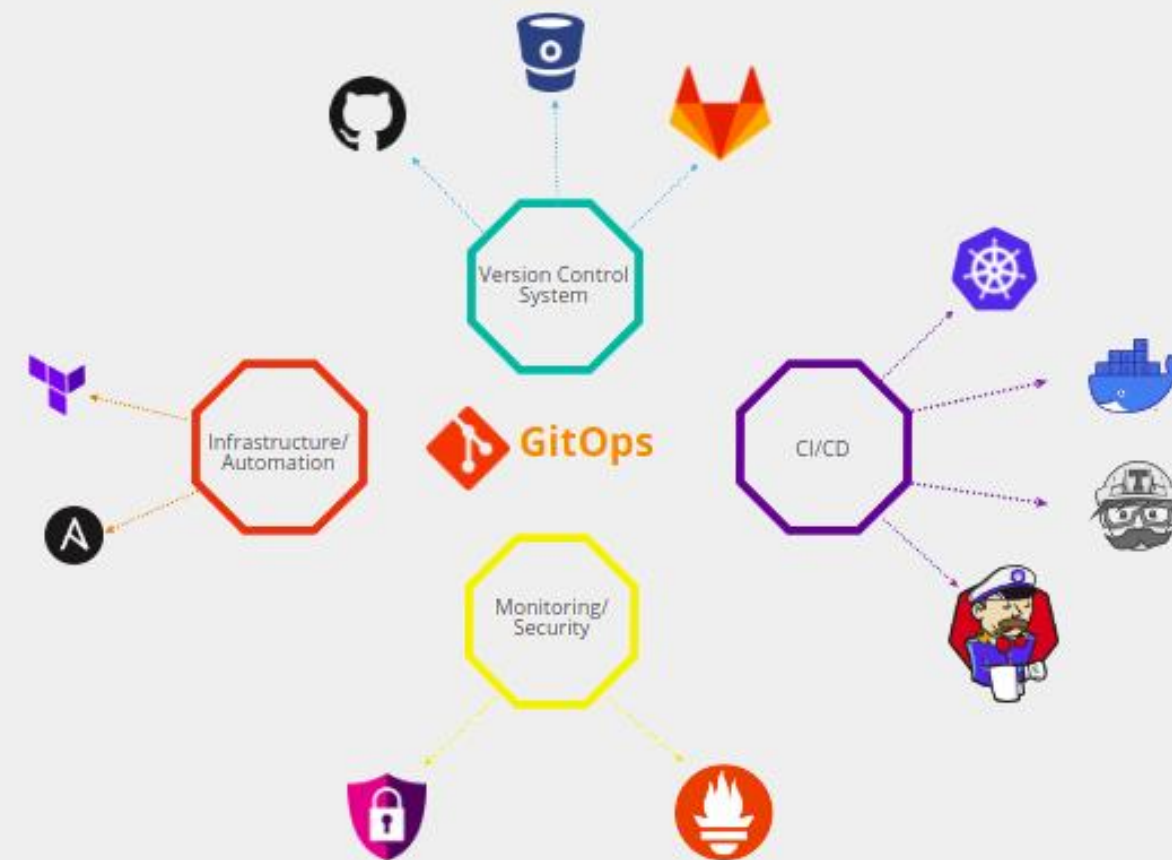 Version Control
System
Infrastructure/
Automation
GitOps
CI/CD
T
Monitoring/
Security